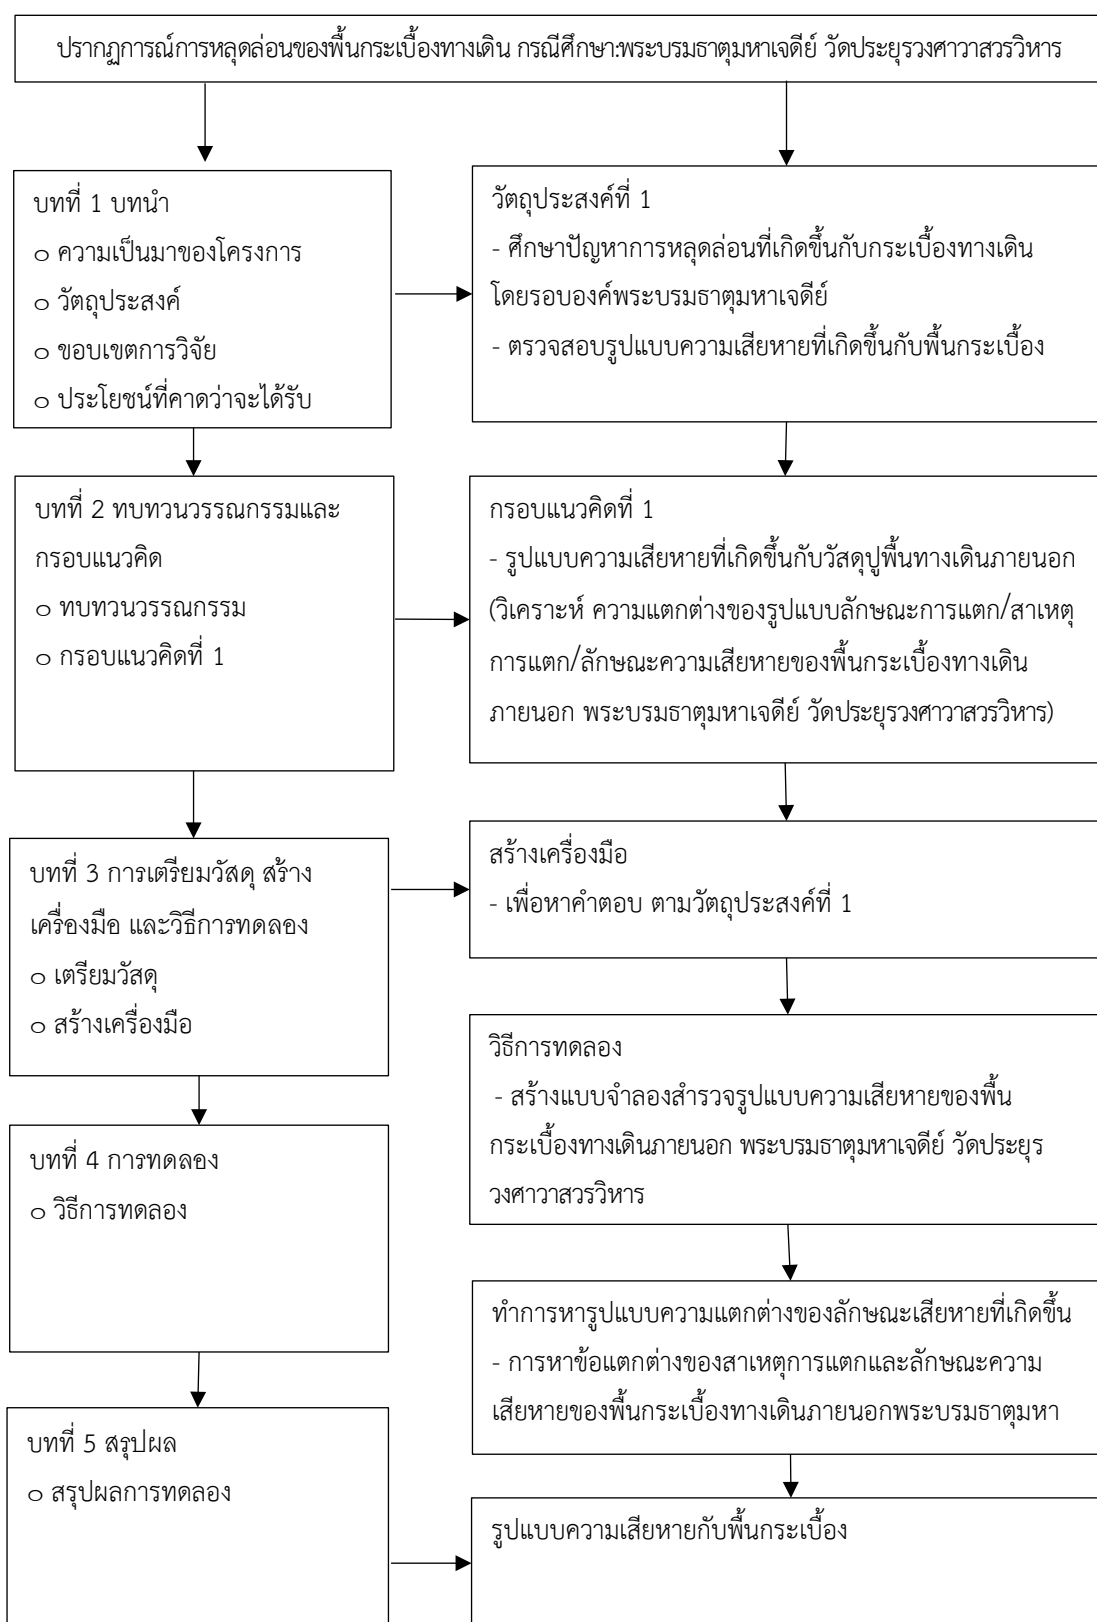 ปรากฏการณ์การหลุดล่อนของพื้นกระเบื้องทางเดิน กรณีศึกษา:พระบรมธาตุมหาเจดีย์ วัดประยุรวงศาวาสวรวิหาร
บทที่ 1 บทนำ
o ความเป็นมาของโครงการ
o วัตถุประสงค์
o ขอบเขตการวิจัย
o ประโยชน์ที่คาดว่าจะได้รับ
วัตถุประสงค์ที่ 1
- ศึกษาปัญหาการหลุดล่อนที่เกิดขึ้นกับกระเบื้องทางเดิน
โดยรอบองค์พระบรมธาตุมหาเจดีย์
- ตรวจสอบรูปแบบความเสียหายที่เกิดขึ้นกับพื้นกระเบื้อง
บทที่ 2 ทบทวนวรรณกรรมและ
กรอบแนวคิด
o ทบทวนวรรณกรรม
o กรอบแนวคิดที่ 1
กรอบแนวคิดที่ 1
- รูปแบบความเสียหายที่เกิดขึ้นกับวัสดุปูพื้นทางเดินภายนอก
(วิเคราะห์ ความแตกต่างของรูปแบบลักษณะการแตก/สาเหตุ
การแตก/ลักษณะความเสียหายของพื้นกระเบื้องทางเดิน
ภายนอก พระบรมธาตุมหาเจดีย์ วัดประยุรวงศาวาสวรวิหาร)
บทที่ 3 การเตรียมวัสดุ สร้าง
เครื่องมือ และวิธีการทดลอง
o เตรียมวัสดุ
o สร้างเครื่องมือ
สร้างเครื่องมือ
- เพื่อหาคำตอบ ตามวัตถุประสงค์ที่ 1
วิธีการทดลอง
- สร้างแบบจำลองสำรวจรูปแบบความเสียหายของพื้น
กระเบื้องทางเดินภายนอก พระบรมธาตุมหาเจดีย์ วัดประยุร
วงศาวาสวรวิหาร
บทที่ 4 การทดลอง
o วิธีการทดลอง
ทำการหารูปแบบความแตกต่างของลักษณะเสียหายที่เกิดขึ้น
- การหาข้อแตกต่างของสาเหตุการแตกและลักษณะความ
เสียหายของพื้นกระเบื้องทางเดินภายนอกพระบรมธาตุมหา
บทที่ 5 สรุปผล
o สรุปผลการทดลอง
รูปแบบความเสียหายกับพื้นกระเบื้อง